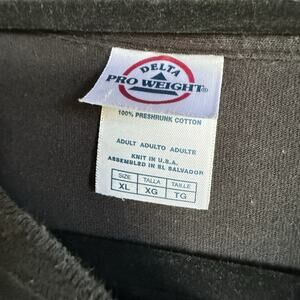 DELTA
PRO WEIGHT®
100% PRESHRUNK COTTON
ADULT ADULTO ADULTE
KNIT IN U.S.A.
ASSEMBLED IN EL SALVADOR
SIZE TALLA TAILLE
XL XG TG